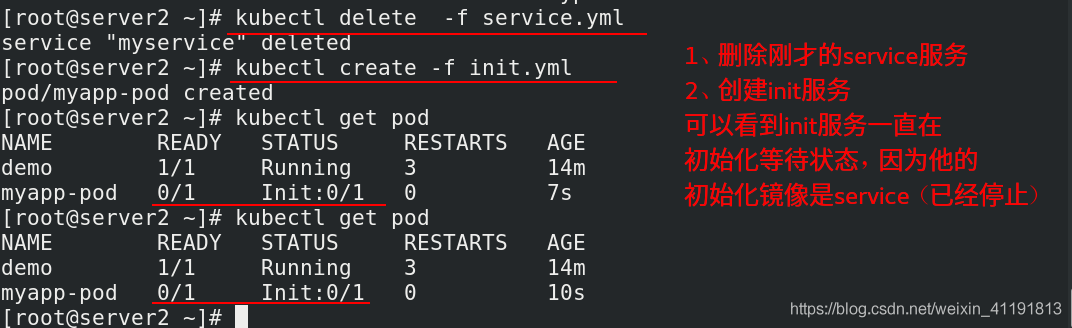 [root@server2 ~]# kubectl delete  -f service.yml
service "myservice" deleted
[root@server2 ~]# kubectl create -f init.yml
pod/myapp-pod created
[root@server2 ~]# kubectl get pod
NAME        READY   STATUS     RESTARTS   AGE
demo        1/1     Running    3          14m
myapp-pod   0/1     Init:0/1   0          7s
[root@server2 ~]# kubectl get pod
NAME        READY   STATUS     RESTARTS   AGE
demo        1/1     Running    3          14m
myapp-pod   0/1     Init:0/1   0          10s
[root@server2 ~]#
1、删除刚才的service服务
2、创建init服务
可以看到init服务一直在
初始化等待状态，因为他的
初始化镜像是service（已经停止）
https://blog.csdn.net/weixin_41191813